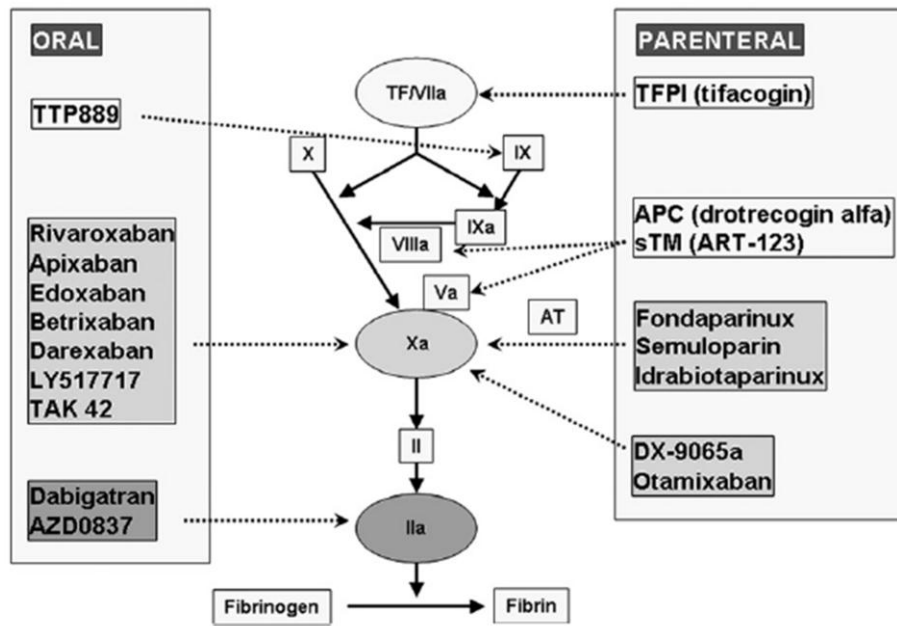 ORAL
TTP889
Rivaroxaban
Apixaban
Edoxaban
Betrixaban
Darexaban
LY517717
TAK 42
Dabigatran
AZD0837
TF/VIIa
X
IX
IXa
VIIIa
Va
AT
Xa
II
IIa
Fibrinogen
Fibrin
PARENTERAL
TFPI (tifacogin)
APC (drotrecogin alfa)
sTM (ART-123)
Fondaparinux
Semuloparin
Idrabiotaparinux
DX-9065a
Otamixaban